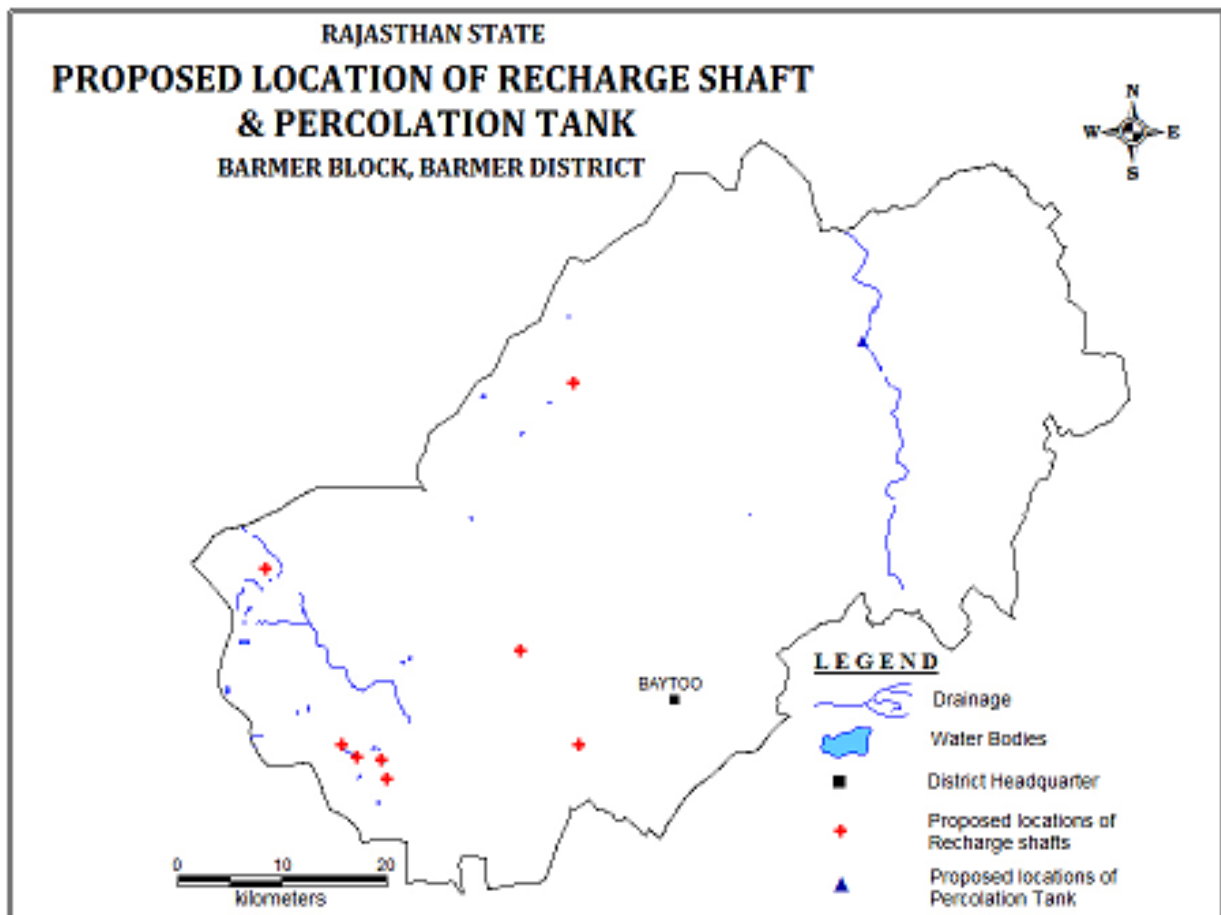 RAJASTHAN STATE
PROPOSED LOCATION OF RECHARGE SHAFT
& PERCOLATION TANK
BARMER BLOCK, BARMER DISTRICT
N
W E
S
BAYTOO
LEGEND
Drainage
Water Bodies
District Headquarter
Proposed locations of
Recharge shafts
Proposed locations of
Percolation Tank
0 10 20
kilometers